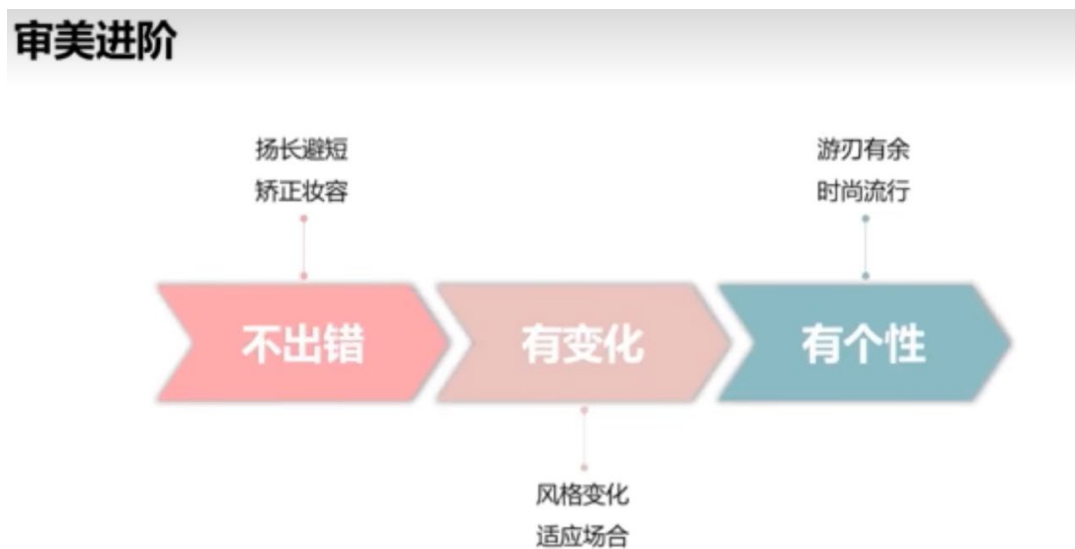 审美进阶
扬长避短
矫正妆容
游刃有余
时尚流行
不出错
有变化
有个性
风格变化
适应场合